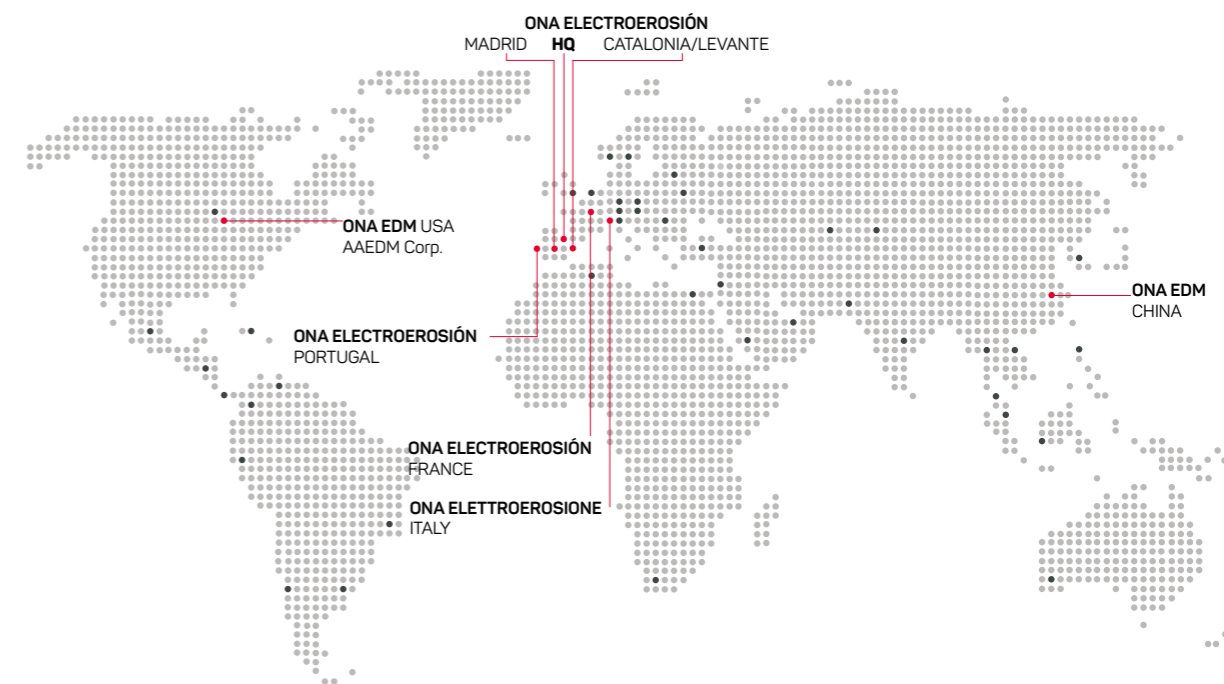 ONA ELECTROEROSIÓN
MADRID HQ CATALONIA/LEVANTE
ONA EDM USA
AAEDM Corp.
ONA EDM
CHINA
ONA ELECTROEROSIÓN
PORTUGAL
ONA ELECTROEROSIÓN
FRANCE
ONA ELETTROEROSIONE
ITALY